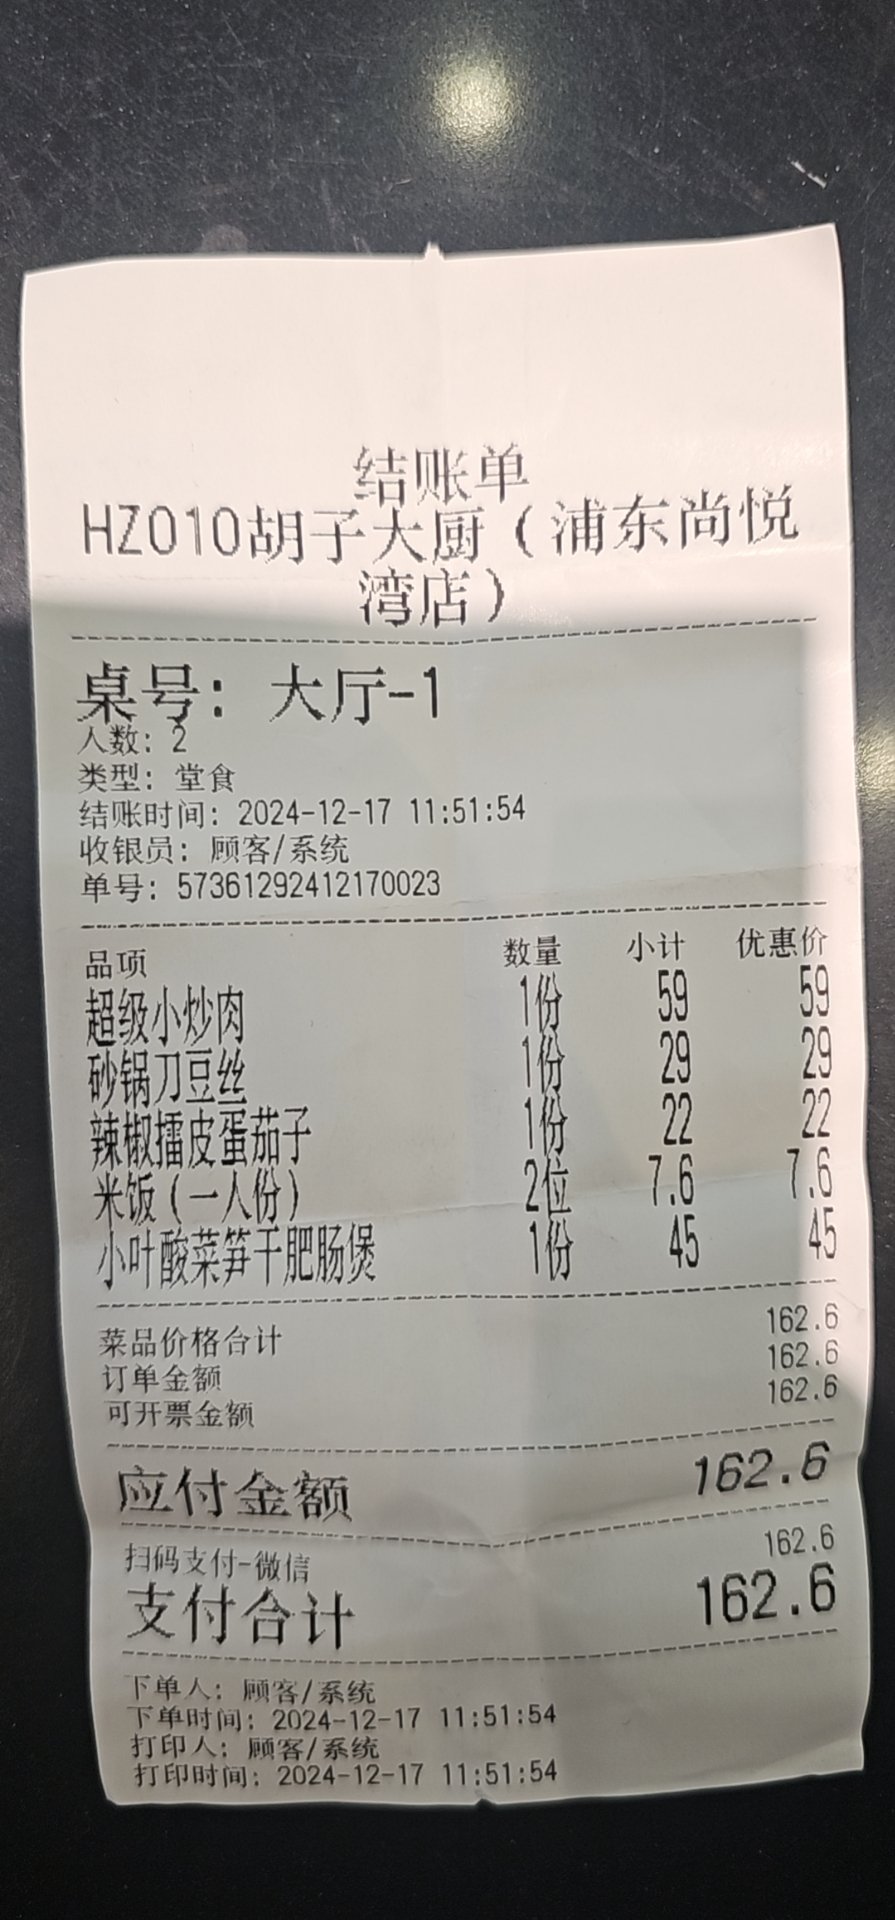 结账单
HZ010胡子大厨（浦东尚悦
湾店）
桌号：大厅-1
人数：2
类型：堂食
结账时间：2024-12-17 11:51:54
收银员：顾客/系统
单号：57361292412170023
品项 数量 小计 优惠价
超级小炒肉 1份 59 59
砂锅刀豆丝 1份 29 29
辣椒擂皮蛋茄子 1份 22 22
米饭（一人份） 2位 7.6 7.6
小叶酸菜笋干肥肠煲 1份 45 45
菜品价格合计 162.6
订单金额 162.6
可开票金额 162.6
应付金额 162.6
扫码支付-微信 162.6
支付合计 162.6
下单人：顾客/系统
下单时间：2024-12-17 11:51:54
打印人：顾客/系统
打印时间：2024-12-17 11:51:54